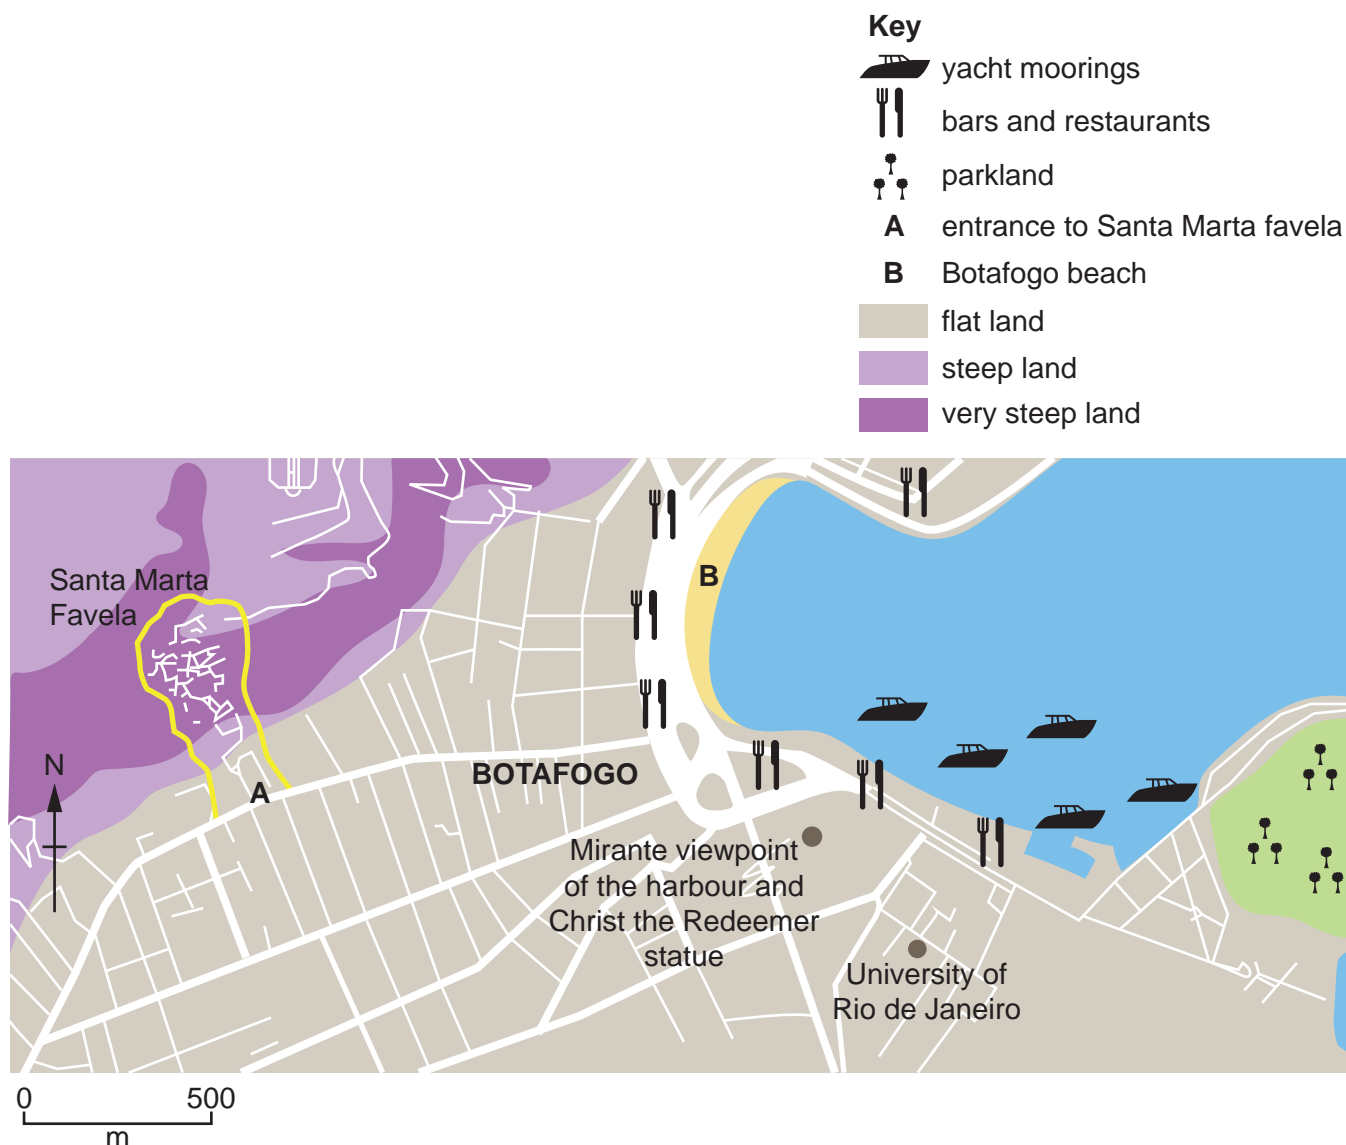 Key
yacht moorings
bars and restaurants
parkland
A entrance to Santa Marta favela
B Botafogo beach
flat land
steep land
very steep land
Santa Marta
Favela
B
N
A
BOTAFOGO
Mirante viewpoint
of the harbour and
Christ the Redeemer
statue
University of
Rio de Janeiro
0 500
m